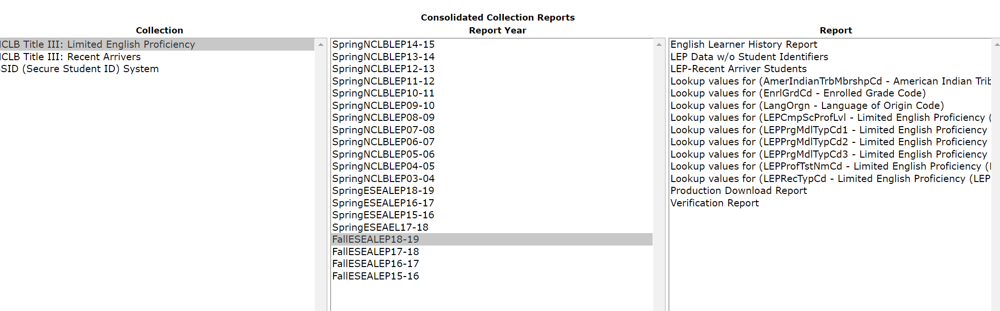 Consolidated Collection Reports
Collection
Report Year
Report
CLB Title III: Limited English Proficiency
CLB Title III: Recent Arrivers
SID (Secure Student ID) System
SpringNCLBLEP14-15
SpringNCLBLEP13-14
SpringNCLBLEP12-13
SpringNCLBLEP11-12
SpringNCLBLEP10-11
SpringNCLBLEP09-10
SpringNCLBLEP08-09
SpringNCLBLEP07-08
SpringNCLBLEP06-07
SpringNCLBLEP05-06
SpringNCLBLEP04-05
SpringNCLBLEP03-04
SpringESEALEP18-19
SpringESEALEP16-17
SpringESEALEP15-16
SpringESEAEL17-18
FallESEALEP18-19
FallESEALEP17-18
FallESEALEP16-17
FallESEALEP15-16
English Learner History Report
LEP Data w/o Student Identifiers
LEP-Recent Arriver Students
Lookup values for (AmerIndianTrbMbrshpCd - American Indian Trib
Lookup values for (EnrlGrdCd - Enrolled Grade Code)
Lookup values for (LangOrgn - Language of Origin Code)
Lookup values for (LEPCmpScProfLvl - Limited English Proficiency (
Lookup values for (LEPPrgMdlTypCd1 - Limited English Proficiency
Lookup values for (LEPPrgMdlTypCd2 - Limited English Proficiency
Lookup values for (LEPPrgMdlTypCd3 - Limited English Proficiency
Lookup values for (LEPProfTstNmCd - Limited English Proficiency (
Lookup values for (LEPRecTypCd - Limited English Proficiency (LEP
Production Download Report
Verification Report